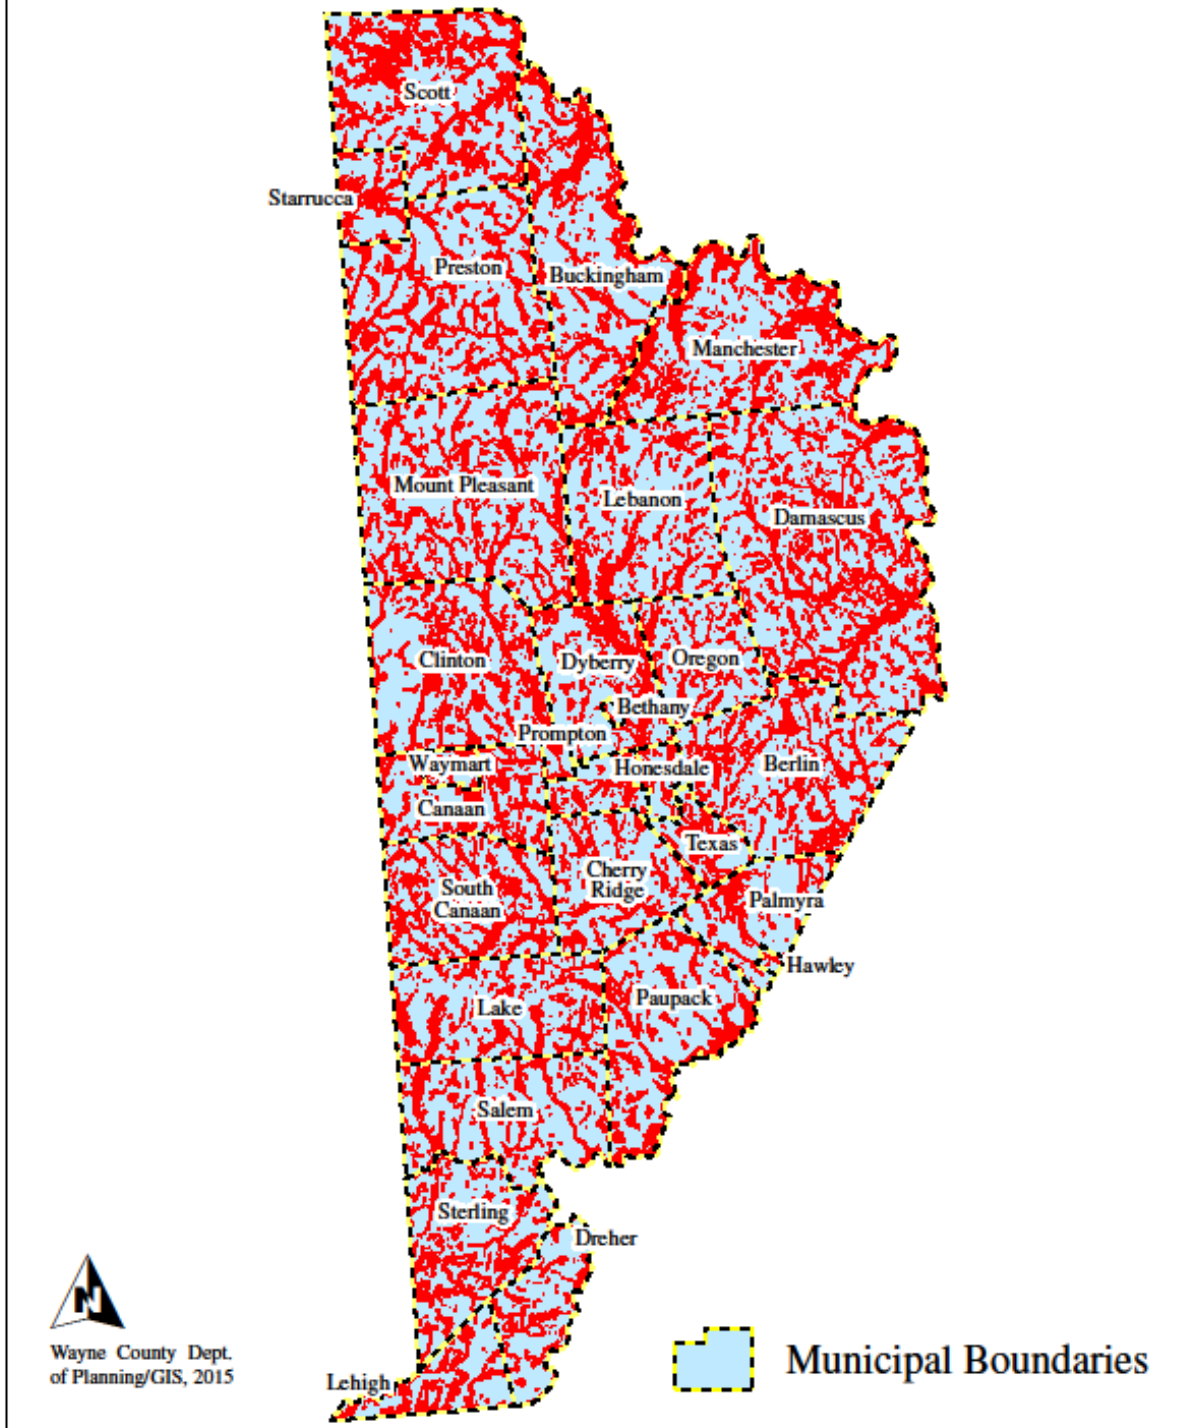 Scott
Starrucca
Preston
Buckingham
Manchester
Mount Pleasant
Lebanon
Damascus
Clinton
Dyberry
Oregon
Bethany
Prompton
Waymart
Honesdale
Berlin
Canaan
Texas
Cherry
Ridge
South
Canaan
Palmyra
Hawley
Lake
Paupack
Salem
Sterling
Dreher
N
Wayne County Dept.
of Planning/GIS, 2015
Lehigh
Municipal Boundaries